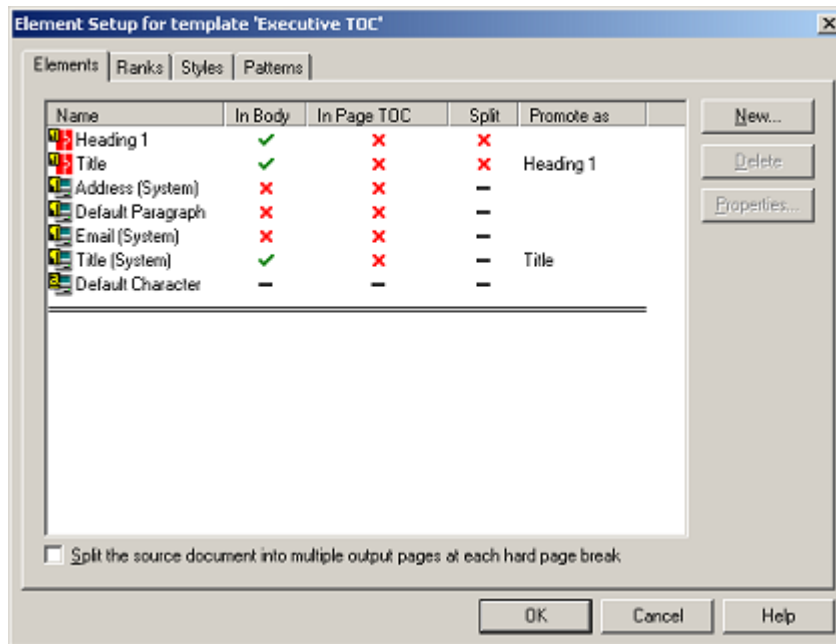 Element Setup for template 'Executive TOC'
Elements Ranks Styles Patterns
Name In Body In Page TOC Split Promote as
Heading 1
Title Heading 1
Address (System)
Default Paragraph
Email (System)
Title (System) Title
Default Character
New...
Delete
Properties...
Split the source document into multiple output pages at each hard page break
OK Cancel Help